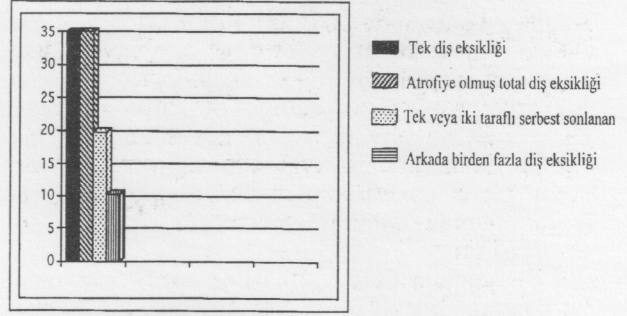 35
30
25
20
15
10
5
0
Tek diş eksikliği
Atrofiye olmuş total diş eksikliği
Tek veya iki taraflı serbest sonlanan
Arkada birden fazla diş eksikliği